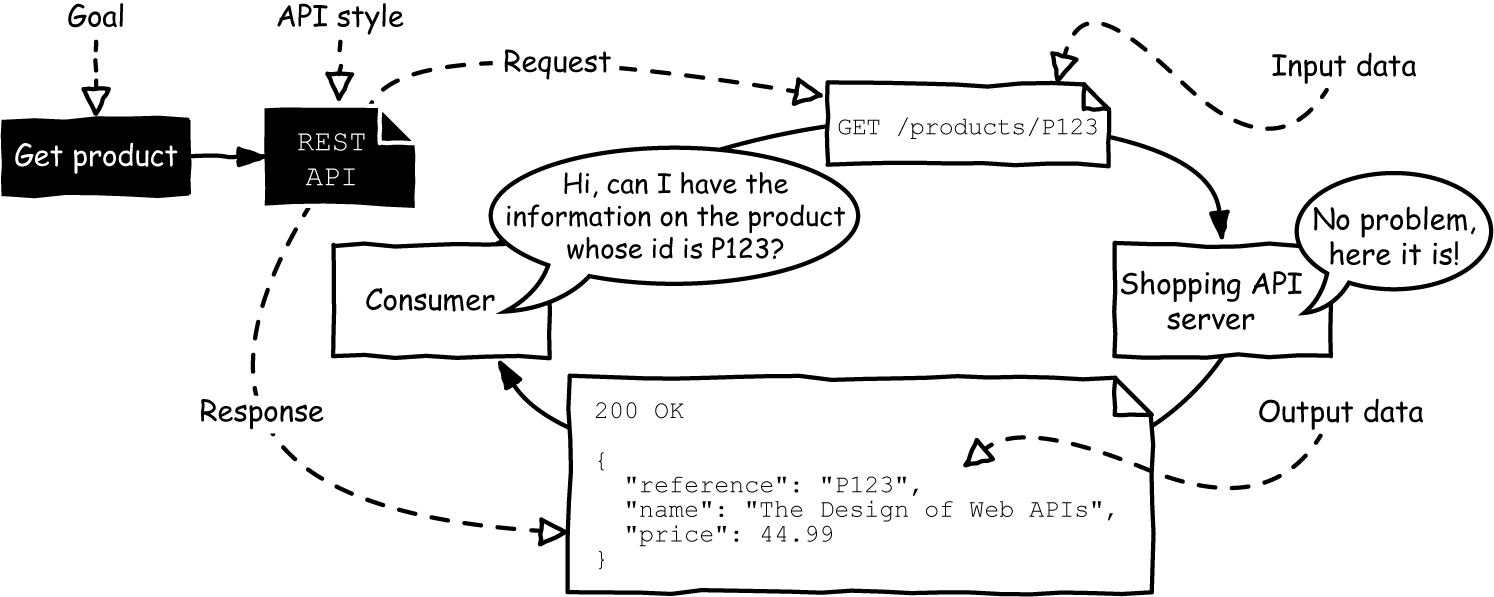 Goal
API style
Request
Input data
Get product
REST
API
GET /products/P123
Hi, can I have the
information on the product
whose id is P123?
No problem,
here it is!
Consumer
Shopping API
server
Response
200 OK
{
"reference": "P123",
"name": "The Design of Web APIs",
"price": 44.99
}
Output data